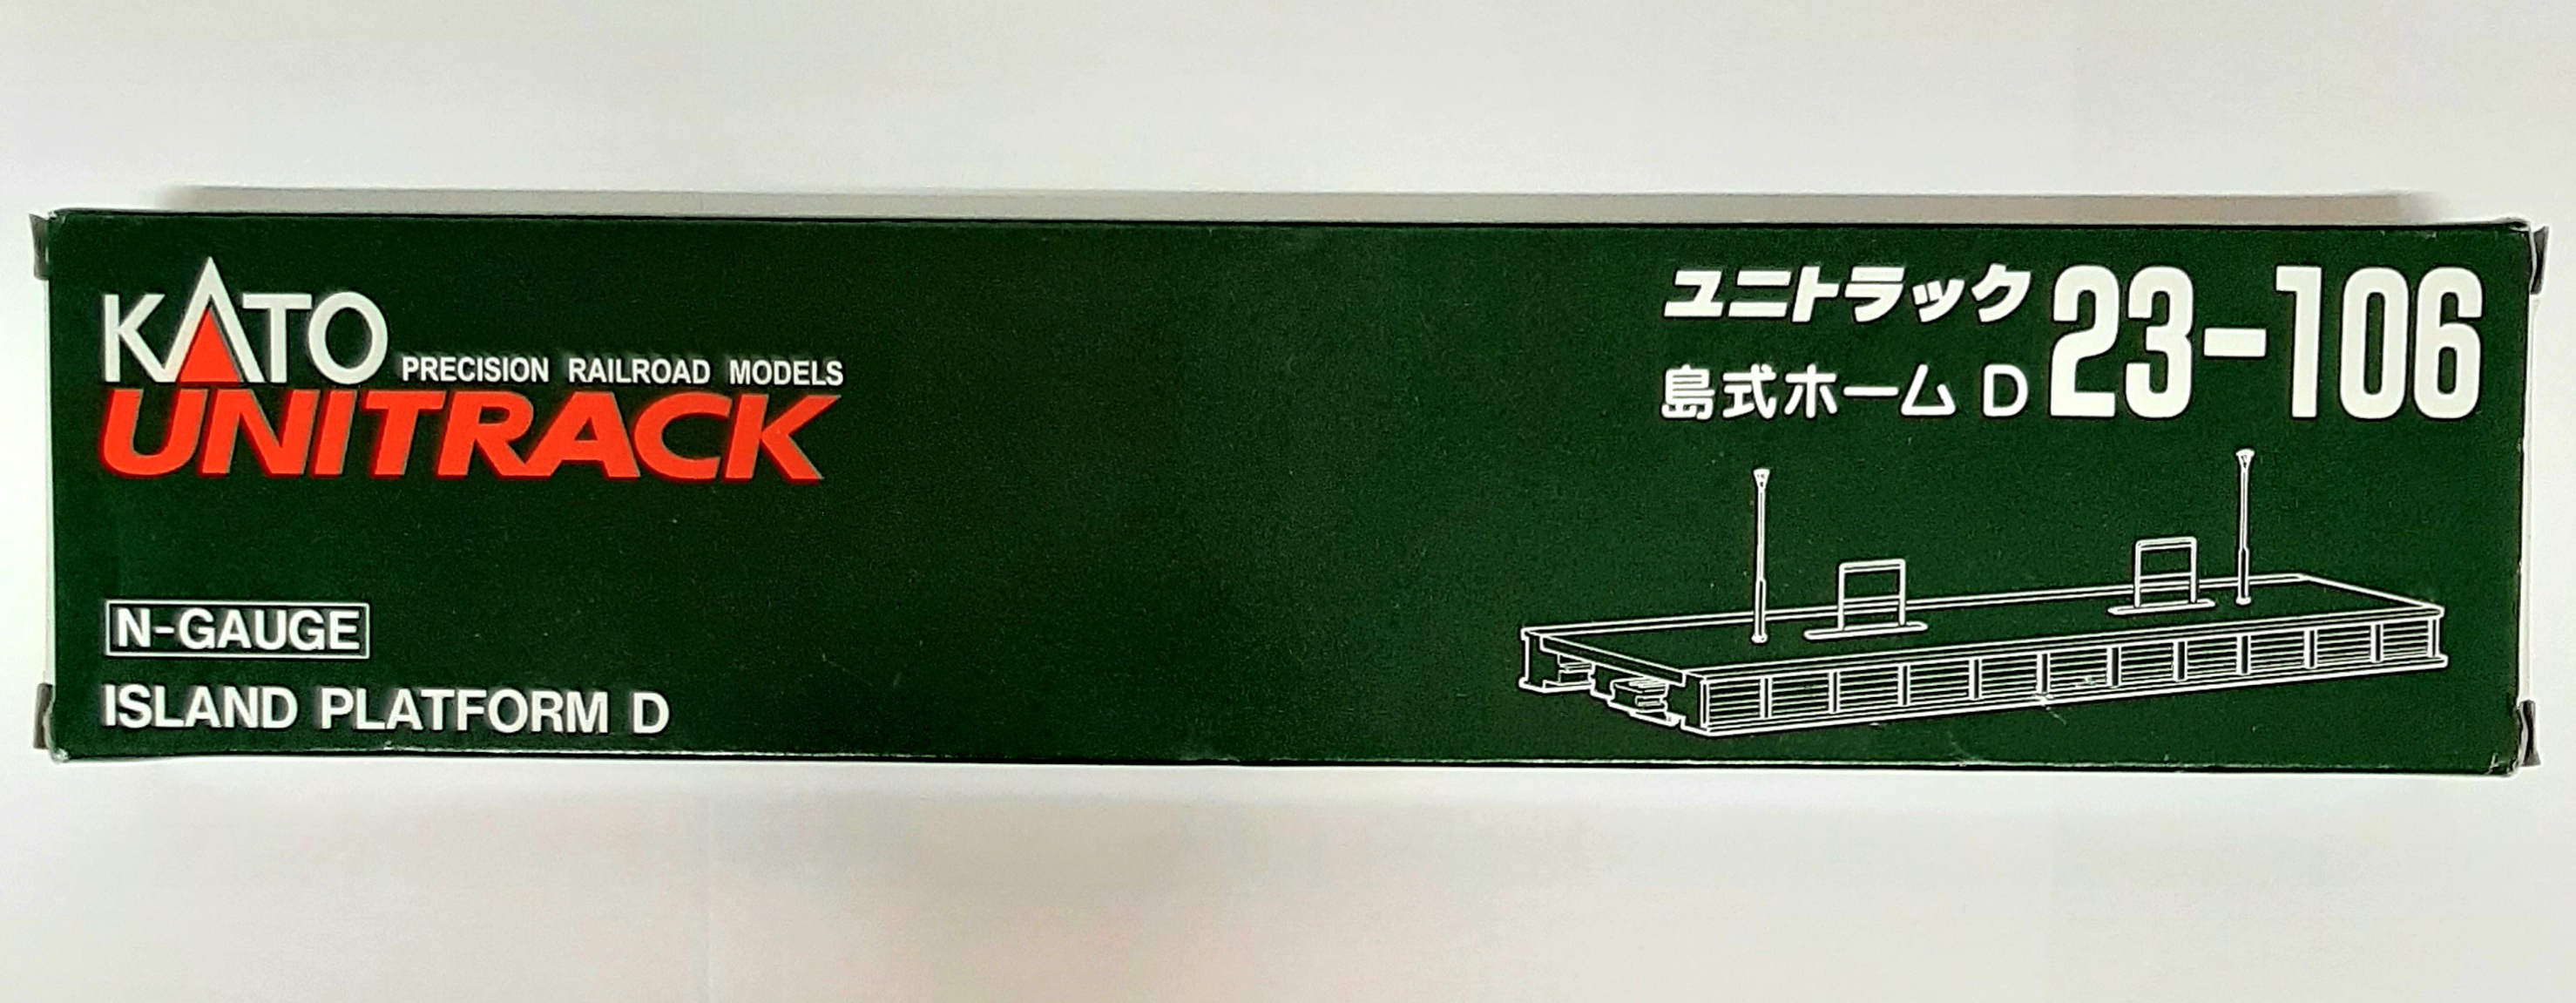 KATO PRECISION RAILROAD MODELS
UNITRACK
N-GAUGE
ISLAND PLATFORM D
ユニトラック
島式ホーム D
23-106